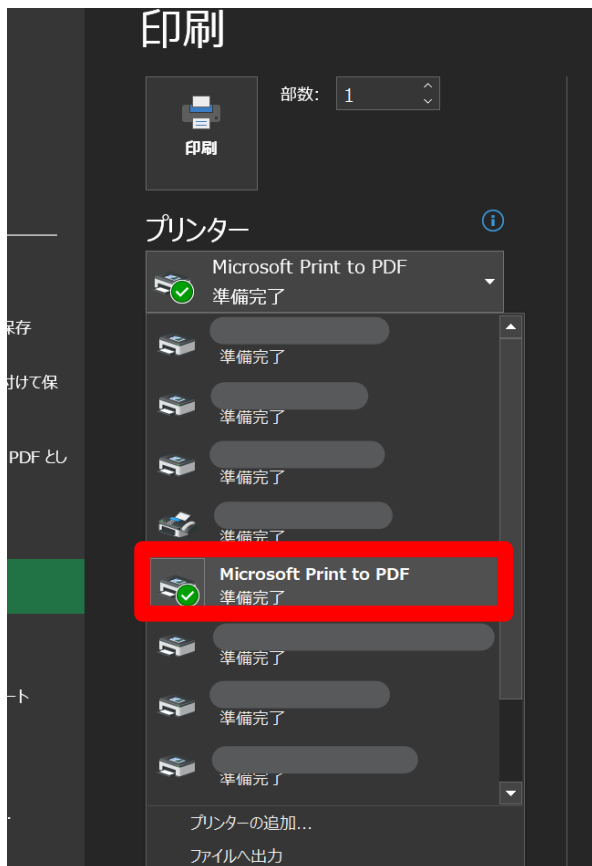 印刷
部数: 1
印刷
プリンター
Microsoft Print to PDF
準備完了
保存
準備完了
付けて保
準備完了
PDF とし
準備完了
準備完了
Microsoft Print to PDF
準備完了
準備完了
ート
準備完了
準備完了
プリンターの追加...
ファイルへ出力